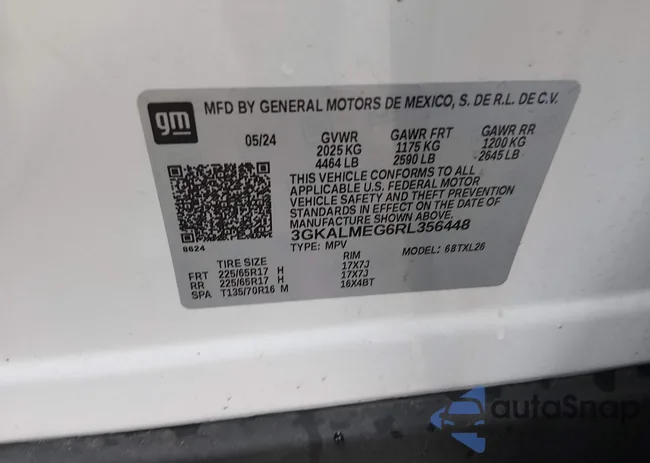 gm
MFD BY GENERAL MOTORS DE MEXICO, S. DE R.L. DE C.V.
05/24 GVWR GAWR FRT GAWR RR
2025 KG 1175 KG 1200 KG
4464 LB 2590 LB 2645 LB
THIS VEHICLE CONFORMS TO ALL
APPLICABLE U.S. FEDERAL MOTOR
VEHICLE SAFETY AND THEFT PREVENTION
STANDARDS IN EFFECT ON THE DATE OF
MANUFACTURE SHOWN ABOVE.
3GKALMEG6RL356448
8624
TYPE: MPV MODEL: 68TXL26
TIRE SIZE RIM
FRT 225/65R17 H 17X7J
RR 225/65R17 H 17X7J
SPA T135/70R16 M 16X4BT
autoSnap